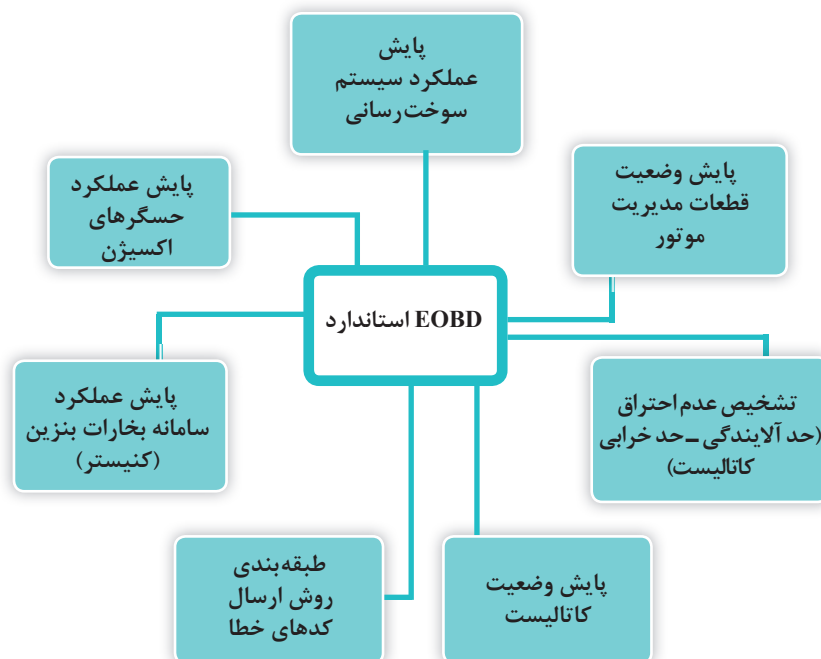 پایش
عملکرد سیستم
سوخت‌رسانی
پایش وضعیت
قطعات مدیریت
موتور
پایش عملکرد
حسگرهای
اکسیژن
استاندارد EOBD
تشخیص عدم احتراق
(حد آلایندگی ــ حد خرابی
کاتالیست)
پایش عملکرد
سامانه بخارات بنزین
(کنیستر)
پایش وضعیت
کاتالیست
طبقه‌بندی
روش ارسال
کدهای خطا